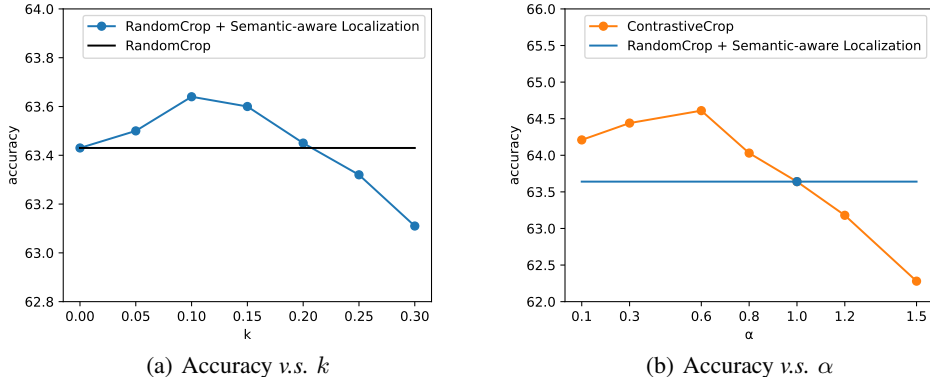 64.0
63.8
63.6
63.4
63.2
63.0
62.8
accuracy
RandomCrop + Semantic-aware Localization
RandomCrop
0.00 0.05 0.10 0.15 0.20 0.25 0.30
k
(a) Accuracy v.s. k
66.0
65.5
65.0
64.5
64.0
63.5
63.0
62.5
62.0
accuracy
ContrastiveCrop
RandomCrop + Semantic-aware Localization
0.1 0.3 0.6 0.8 1.0 1.2 1.5
α
(b) Accuracy v.s. α